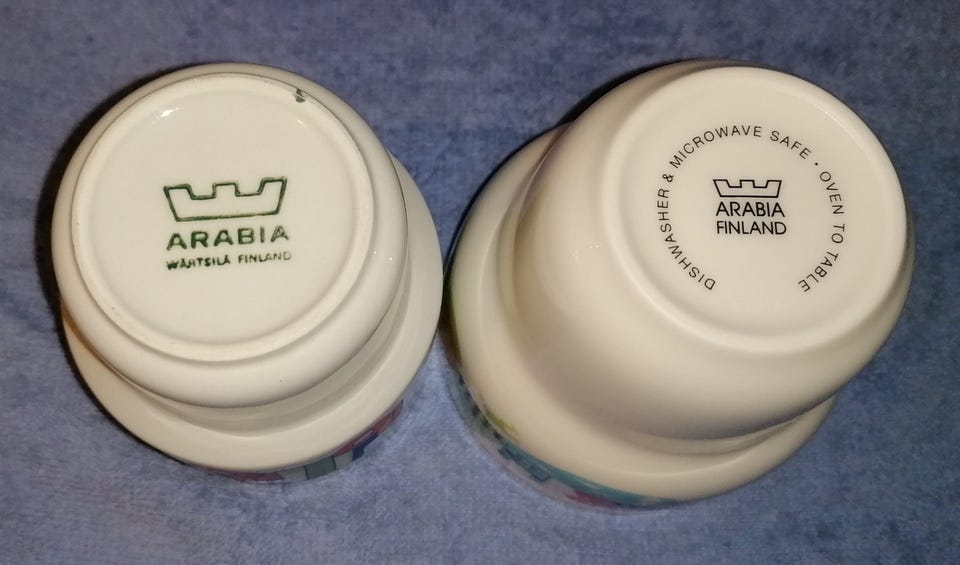 ARABIA
WÄRTSILÄ FINLAND
DISHWASHER & MICROWAVE SAFE · OVEN TO TABLE
ARABIA
FINLAND